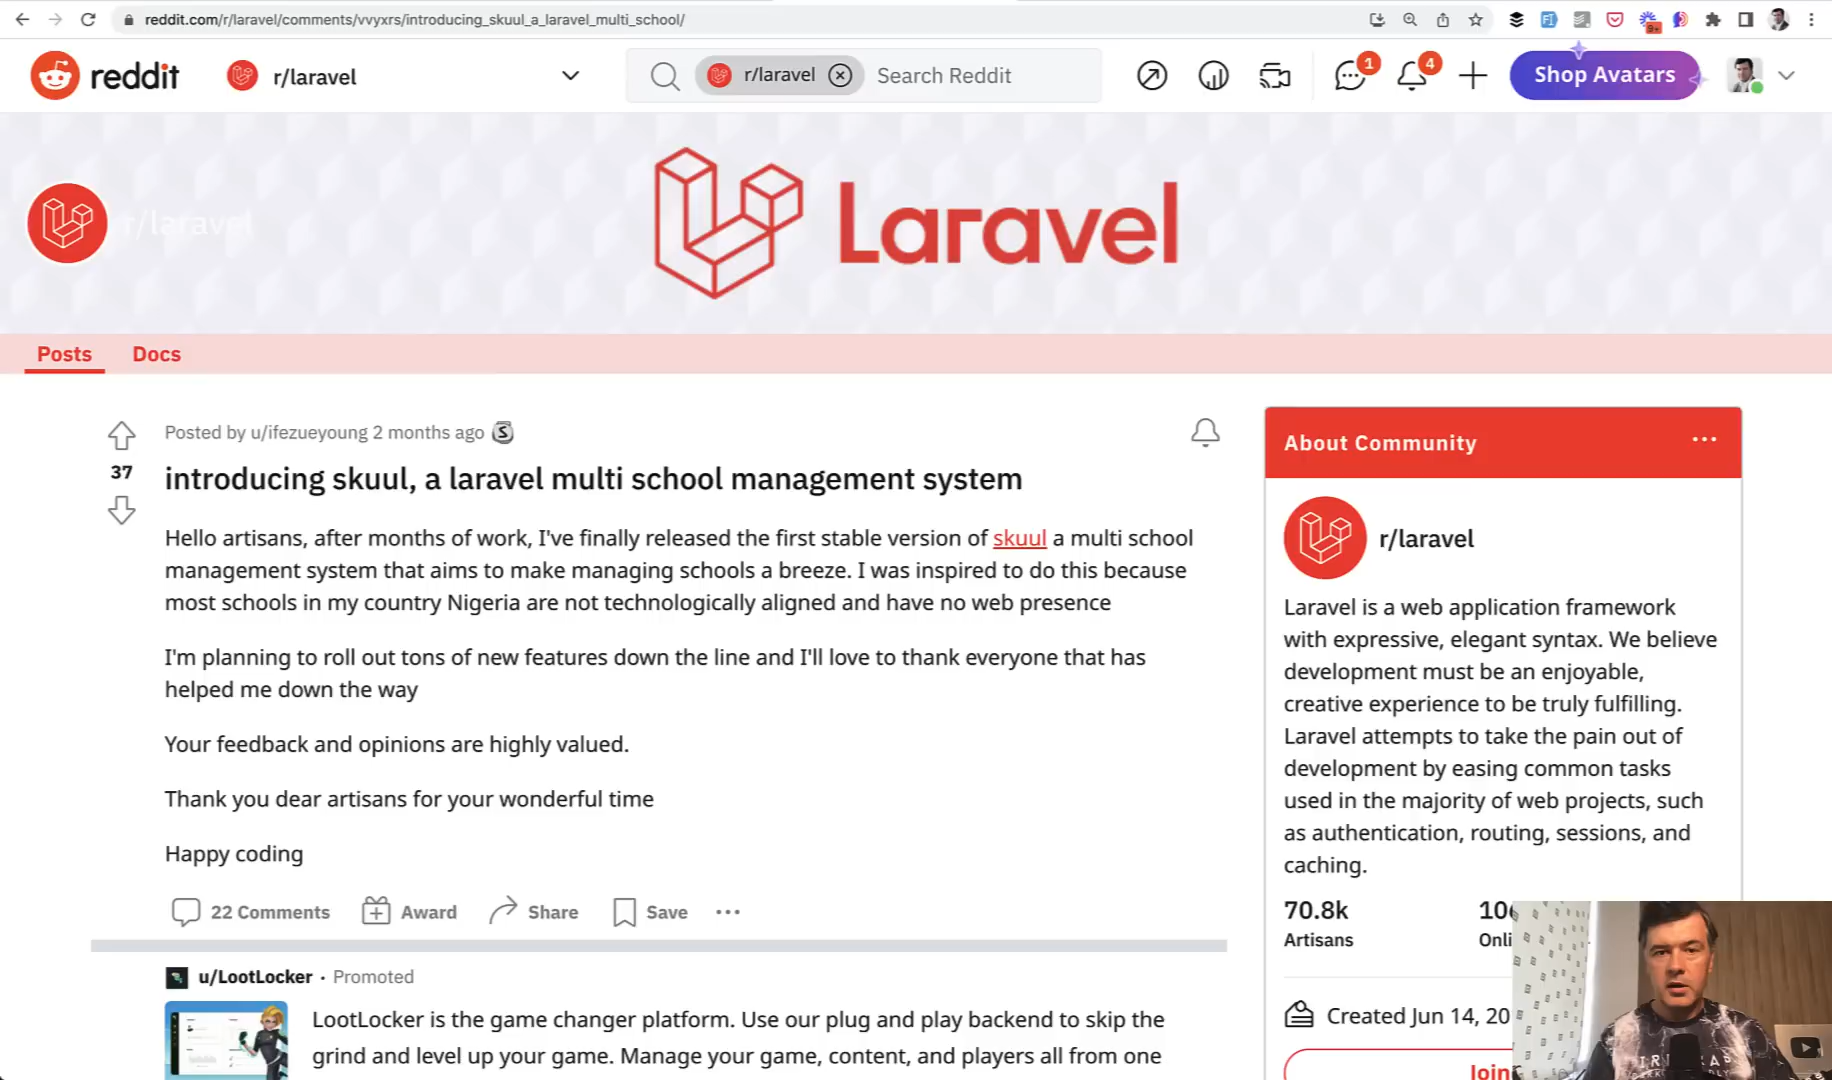 reddit.com/r/laravel/comments/vvyxrs/introducing_skuul_a_laravel_multi_school/
9+
reddit
r/laravel
r/laravel
Search Reddit
1
4
Shop Avatars
r/laravel
Laravel
Posts
Docs
Posted by u/ifezueyoung 2 months ago
37
introducing skuul, a laravel multi school management system
Hello artisans, after months of work, I've finally released the first stable version of skuul a multi school
management system that aims to make managing schools a breeze. I was inspired to do this because
most schools in my country Nigeria are not technologically aligned and have no web presence
I'm planning to roll out tons of new features down the line and I'll love to thank everyone that has
helped me down the way
Your feedback and opinions are highly valued.
Thank you dear artisans for your wonderful time
Happy coding
22 Comments
Award
Share
Save
u/LootLocker · Promoted
LootLocker is the game changer platform. Use our plug and play backend to skip the
grind and level up your game. Manage your game, content, and players all from one
About Community
r/laravel
Laravel is a web application framework
with expressive, elegant syntax. We believe
development must be an enjoyable,
creative experience to be truly fulfilling.
Laravel attempts to take the pain out of
development by easing common tasks
used in the majority of web projects, such
as authentication, routing, sessions, and
caching.
70.8k
Artisans
Created Jun 14, 20
Join